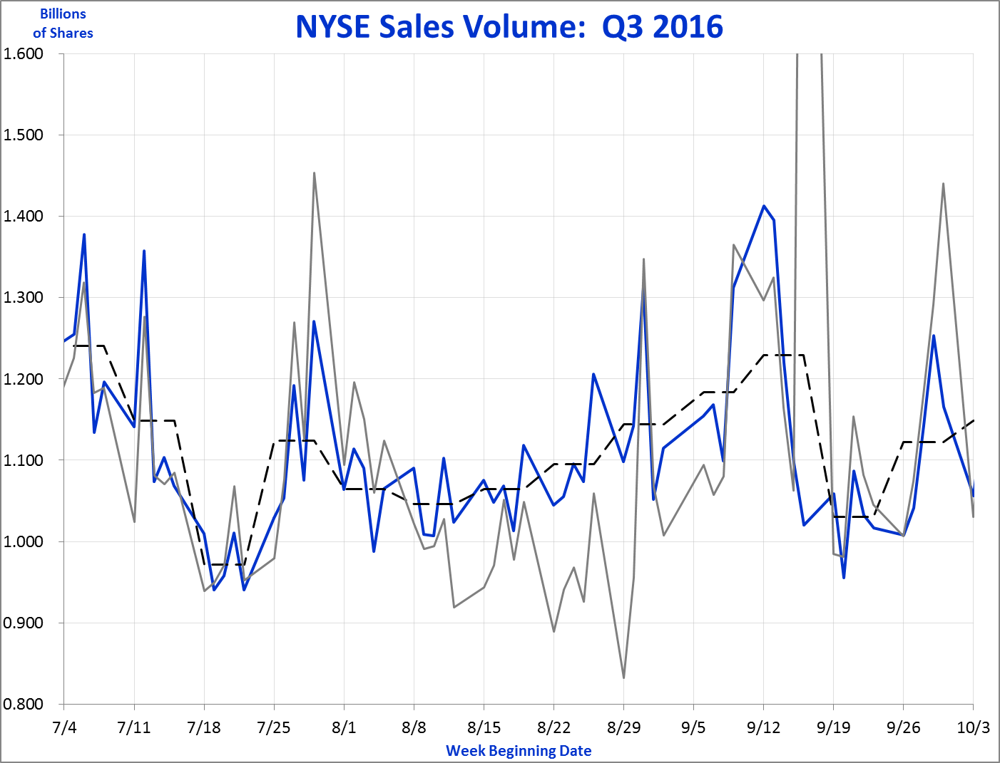 Billions
of Shares
NYSE Sales Volume:  Q3 2016
1.600
1.500
1.400
1.300
1.200
1.100
1.000
0.900
0.800
7/4 7/11 7/18 7/25 8/1 8/8 8/15 8/22 8/29 9/5 9/12 9/19 9/26 10/3
Week Beginning Date